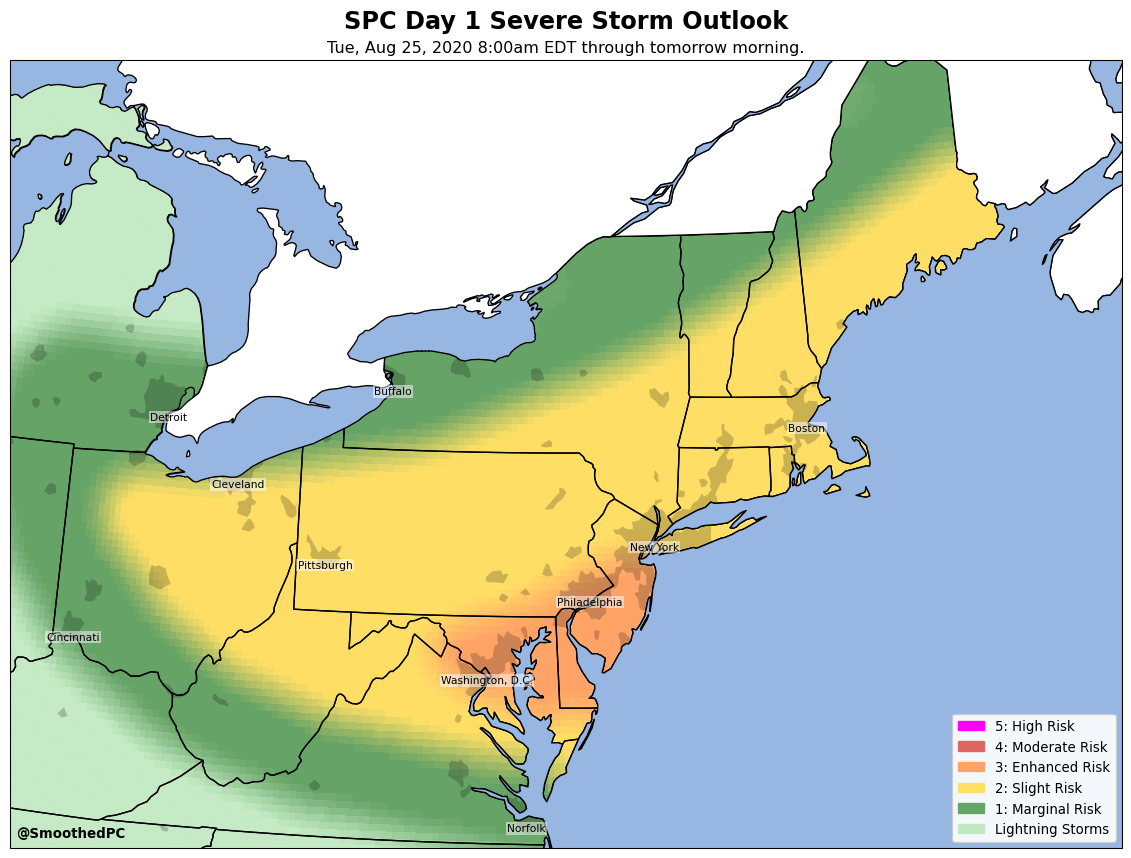 SPC Day 1 Severe Storm Outlook
Tue, Aug 25, 2020 8:00am EDT through tomorrow morning.
Buffalo
Detroit
Boston
Cleveland
New York
Pittsburgh
Philadelphia
Cincinnati
Washington, D.C.
Norfolk
5: High Risk
4: Moderate Risk
3: Enhanced Risk
2: Slight Risk
1: Marginal Risk
Lightning Storms
@SmoothedPC